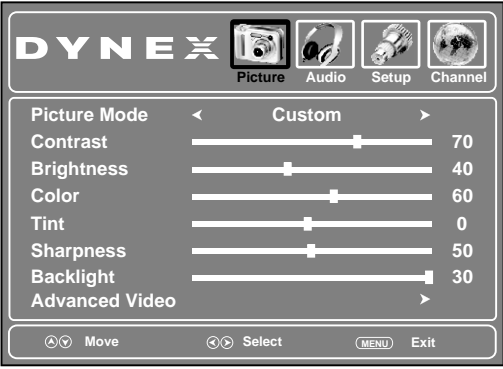 DYNEX
Picture Audio Setup Channel
Picture Mode Custom
Contrast 70
Brightness 40
Color 60
Tint 0
Sharpness 50
Backlight 30
Advanced Video
Move Select MENU Exit